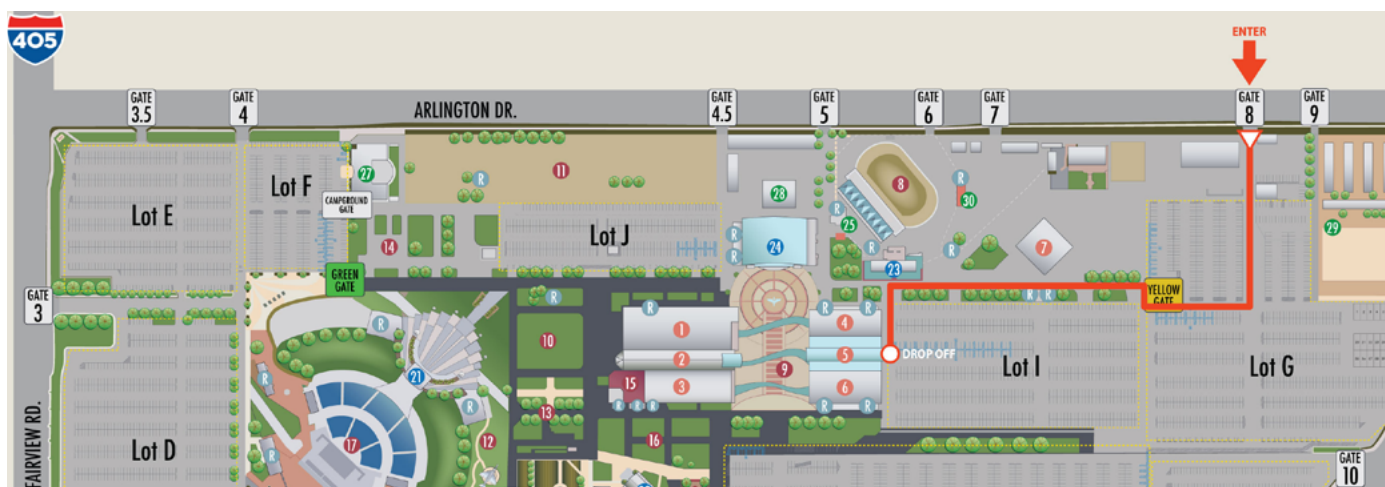 405
ENTER
GATE
3.5
GATE
4
ARLINGTON DR.
GATE
4.5
GATE
5
GATE
6
GATE
7
GATE
8
GATE
9
27
R
11
R
28
8
R
30
25
29
Lot E
Lot F
CAMPGROUND
GATE
14
Lot J
R
24
R
R
R
23
7
GREEN
GATE
YELLOW
GATE
GATE
3
R
R
R
R
R
R
1
4
10
2
5
DROP OFF
Lot I
Lot G
21
15
3
9
6
R
R
R
R
R
R
R
13
12
16
17
R
Lot D
FAIRVIEW RD.
GATE
10